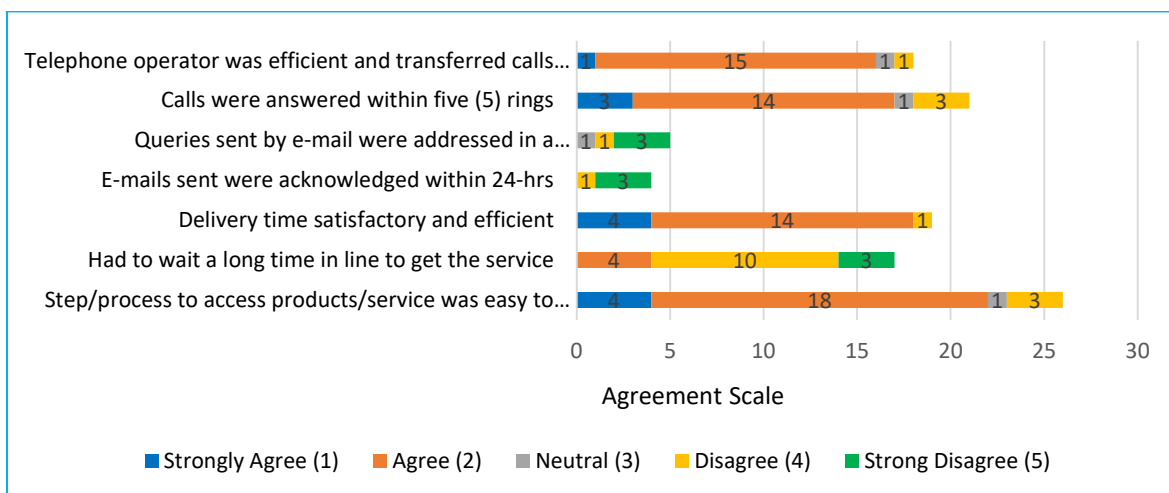 Telephone operator was efficient and transferred calls...
1 15 1 1
Calls were answered within five (5) rings
3 14 1 3
Queries sent by e-mail were addressed in a...
1 1 3
E-mails sent were acknowledged within 24-hrs
1 3
Delivery time satisfactory and efficient
4 14 1
Had to wait a long time in line to get the service
4 10 3
Step/process to access products/service was easy to...
4 18 1 3
0 5 10 15 20 25 30
Agreement Scale
Strongly Agree (1) Agree (2) Neutral (3) Disagree (4) Strong Disagree (5)